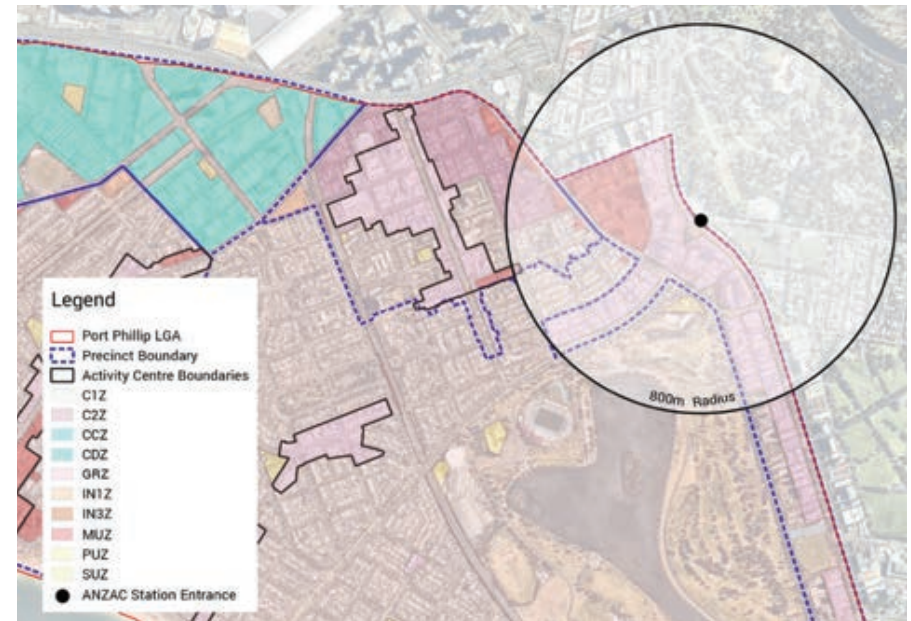 800m Radius
Legend
Port Phillip LGA
Precinct Boundary
Activity Centre Boundaries
C1Z
C2Z
CCZ
CDZ
GRZ
IN1Z
IN3Z
MUZ
PUZ
SUZ
ANZAC Station Entrance